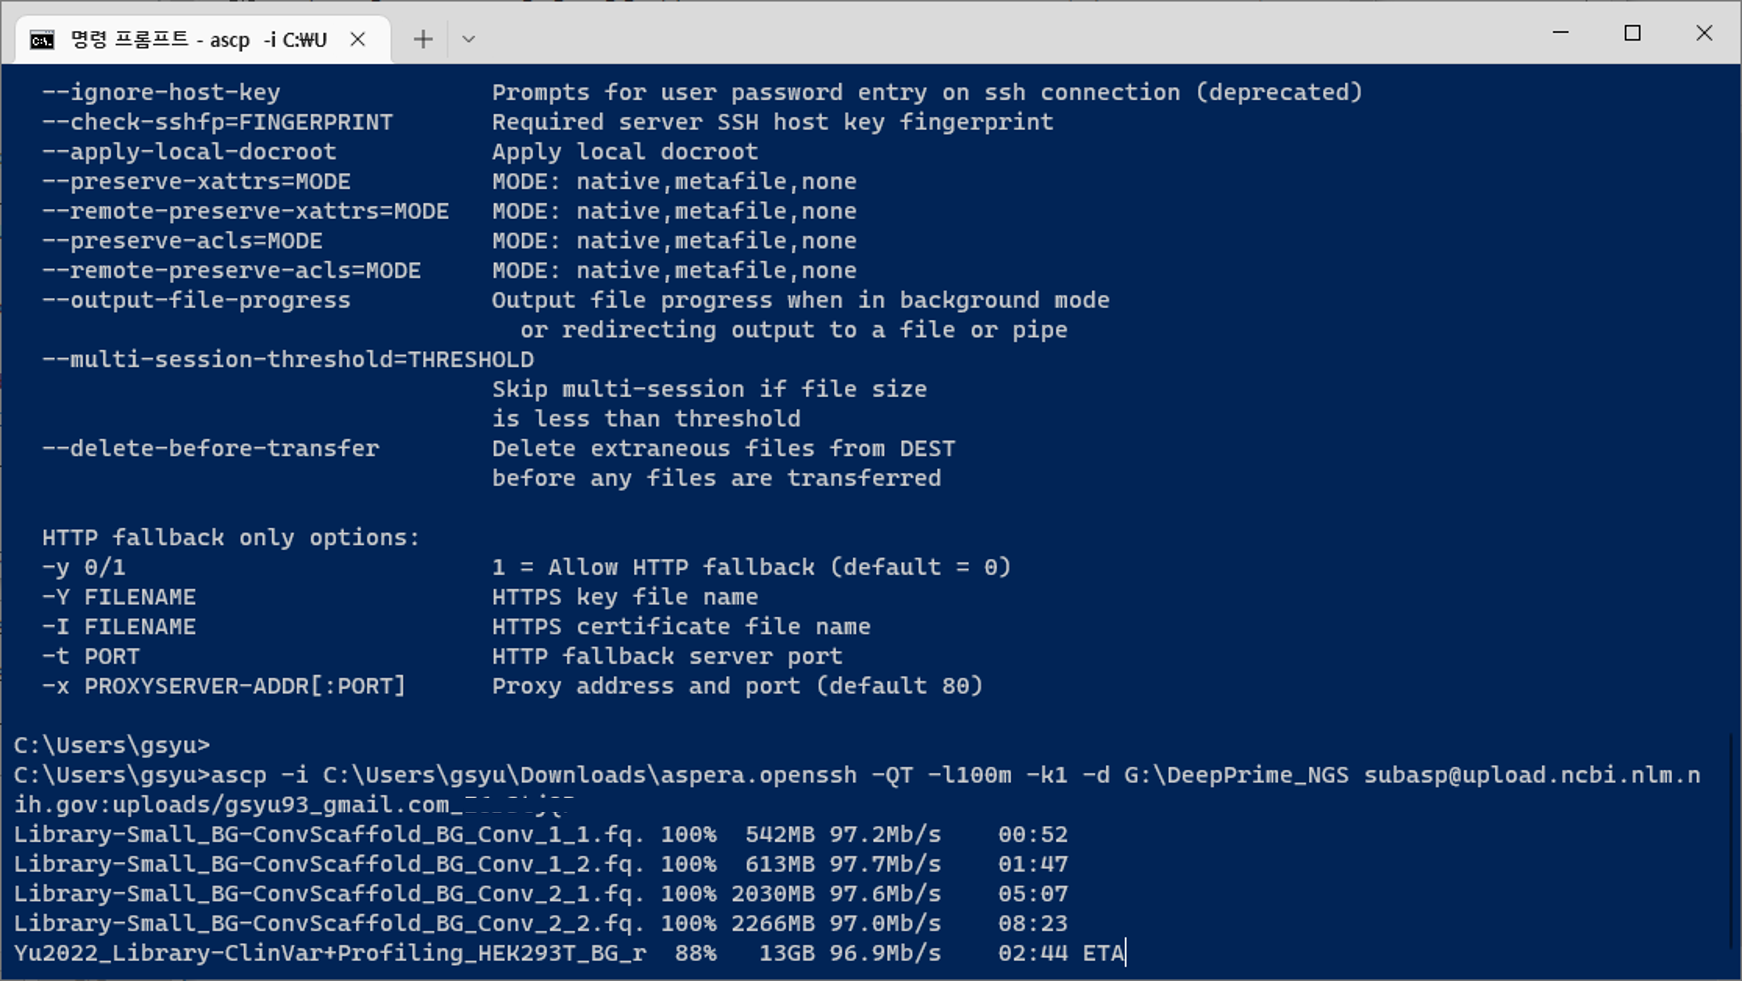 명령 프롬프트 - ascp -i C:₩U
--ignore-host-key Prompts for user password entry on ssh connection (deprecated)
--check-sshfp=FINGERPRINT Required server SSH host key fingerprint
--apply-local-docroot Apply local docroot
--preserve-xattrs=MODE MODE: native,metafile,none
--remote-preserve-xattrs=MODE MODE: native,metafile,none
--preserve-acls=MODE MODE: native,metafile,none
--remote-preserve-acls=MODE MODE: native,metafile,none
--output-file-progress Output file progress when in background mode
or redirecting output to a file or pipe
--multi-session-threshold=THRESHOLD
Skip multi-session if file size
is less than threshold
--delete-before-transfer Delete extraneous files from DEST
before any files are transferred
HTTP fallback only options:
-y 0/1 1 = Allow HTTP fallback (default = 0)
-Y FILENAME HTTPS key file name
-I FILENAME HTTPS certificate file name
-t PORT HTTP fallback server port
-x PROXYSERVER-ADDR[:PORT] Proxy address and port (default 80)
C:\Users\gsyu>
C:\Users\gsyu>ascp -i C:\Users\gsyu\Downloads\aspera.openssh -QT -l100m -k1 -d G:\DeepPrime_NGS subasp@upload.ncbi.nlm.n
ih.gov:uploads/gsyu93_gmail.com_
Library-Small_BG-ConvScaffold_BG_Conv_1_1.fq. 100% 542MB 97.2Mb/s 00:52
Library-Small_BG-ConvScaffold_BG_Conv_1_2.fq. 100% 613MB 97.7Mb/s 01:47
Library-Small_BG-ConvScaffold_BG_Conv_2_1.fq. 100% 2030MB 97.6Mb/s 05:07
Library-Small_BG-ConvScaffold_BG_Conv_2_2.fq. 100% 2266MB 97.0Mb/s 08:23
Yu2022_Library-ClinVar+Profiling_HEK293T_BG_r 88% 13GB 96.9Mb/s 02:44 ETA